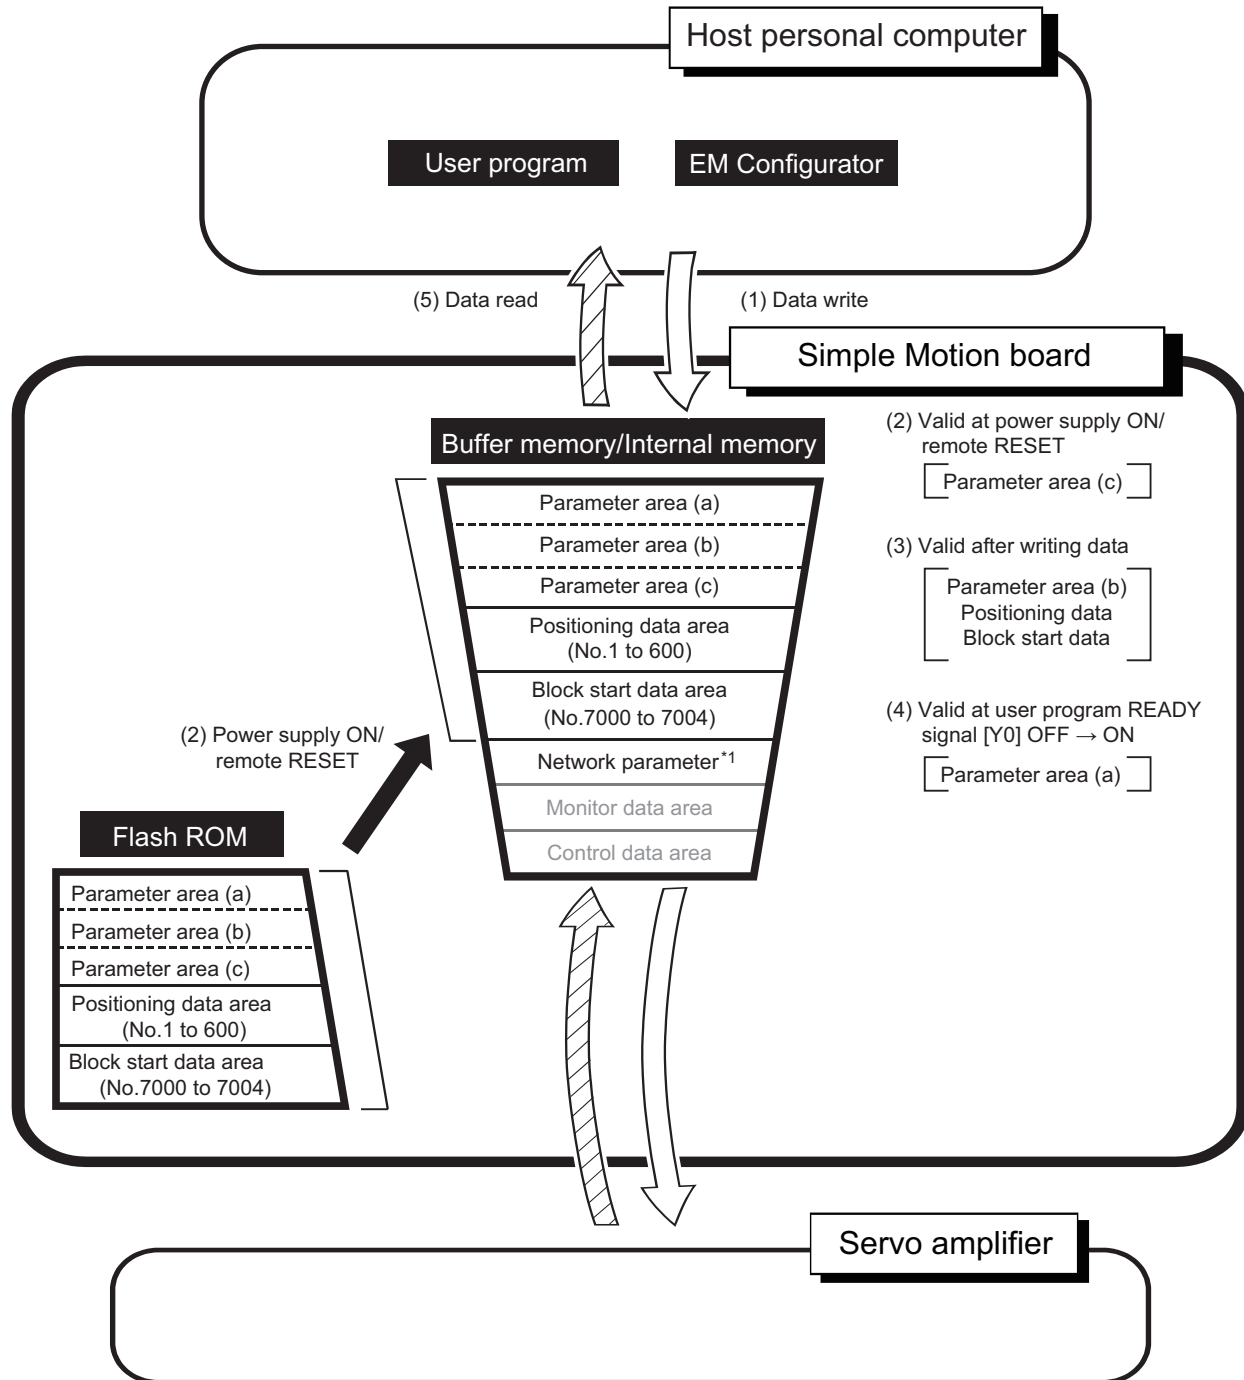 Host personal computer
User program
EM Configurator
(5) Data read
(1) Data write
Simple Motion board
Buffer memory/Internal memory
Parameter area (a)
Parameter area (b)
Parameter area (c)
Positioning data area
(No.1 to 600)
Block start data area
(No.7000 to 7004)
Network parameter*1
Monitor data area
Control data area
(2) Valid at power supply ON/
remote RESET
Parameter area (c)
(3) Valid after writing data
Parameter area (b)
Positioning data
Block start data
(4) Valid at user program READY
signal [Y0] OFF → ON
Parameter area (a)
(2) Power supply ON/
remote RESET
Flash ROM
Parameter area (a)
Parameter area (b)
Parameter area (c)
Positioning data area
(No.1 to 600)
Block start data area
(No.7000 to 7004)
Servo amplifier